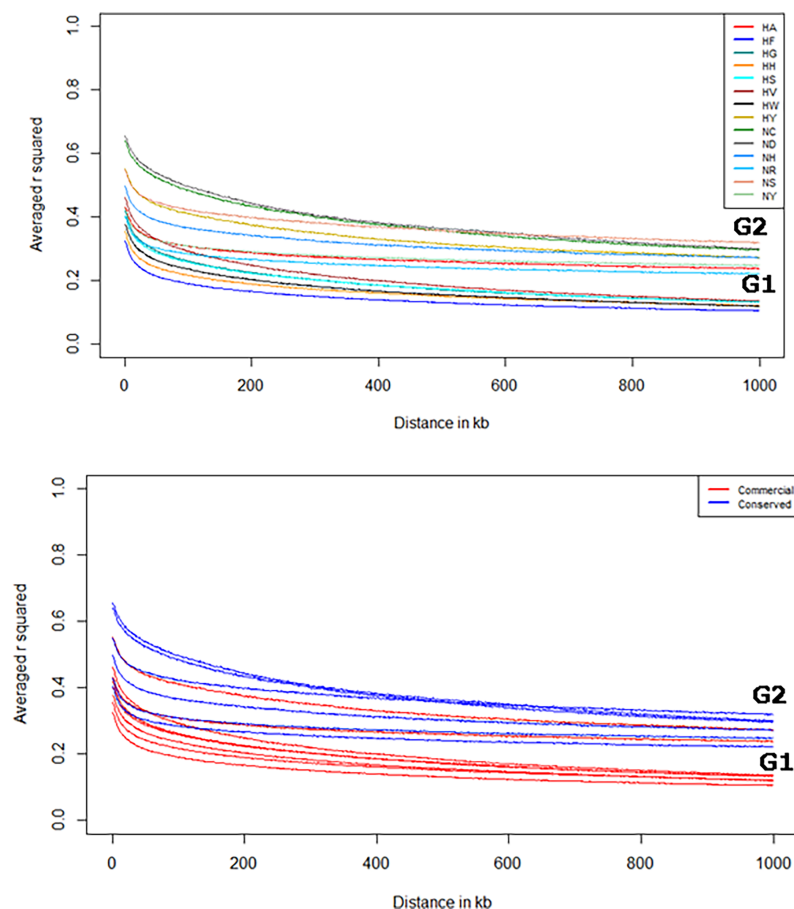 Averaged r squared
1.0
0.8
0.6
0.4
0.2
0.0
HA
HF
HG
HH
HS
HV
HW
HY
NC
ND
NH
NR
NS
NY
G2
G1
0 200 400 600 800 1000
Distance in kb
Averaged r squared
1.0
0.8
0.6
0.4
0.2
0.0
Commercial
Conserved
G2
G1
0 200 400 600 800 1000
Distance in kb